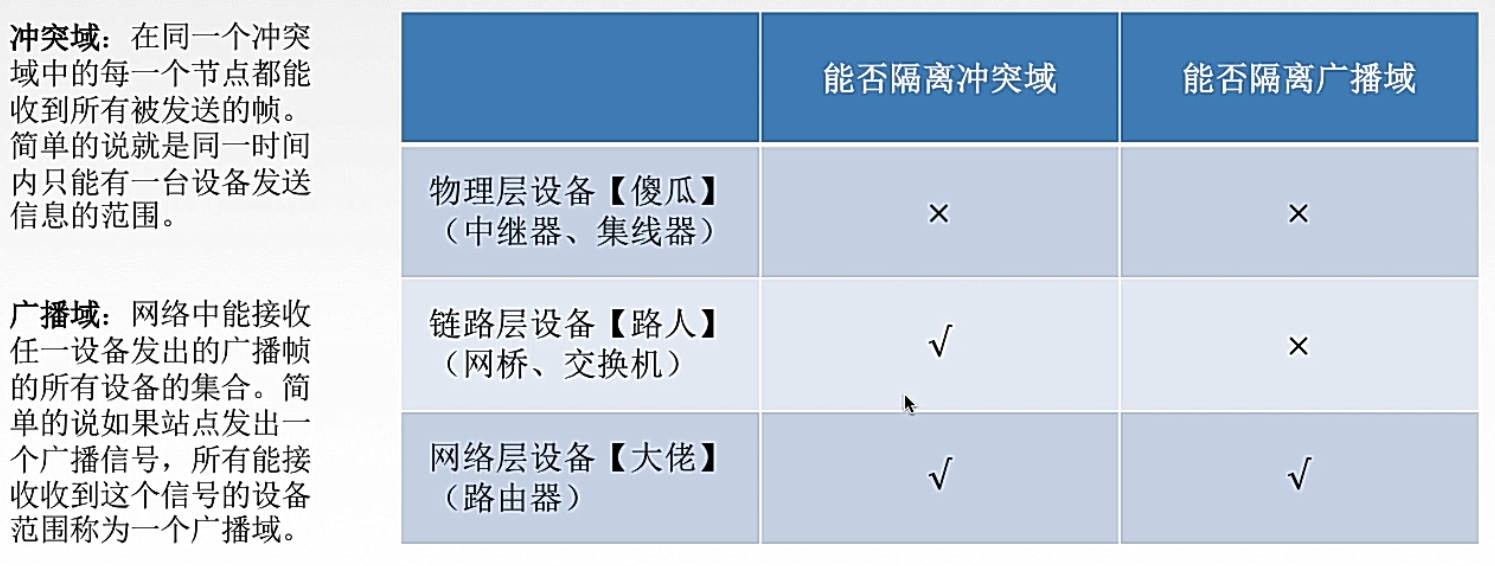 冲突域：在同一个冲突
域中的每一个节点都能
收到所有被发送的帧。
简单的说就是同一时间
内只能有一台设备发送
信息的范围。
广播域：网络中能接收
任一设备发出的广播帧
的所有设备的集合。简
单的说如果站点发出一
个广播信号，所有能接
收收到这个信号的设备
范围称为一个广播域。
能否隔离冲突域 能否隔离广播域
物理层设备【傻瓜】
（中继器、集线器） × ×
链路层设备【路人】
（网桥、交换机） √ ×
网络层设备【大佬】
（路由器） √ √